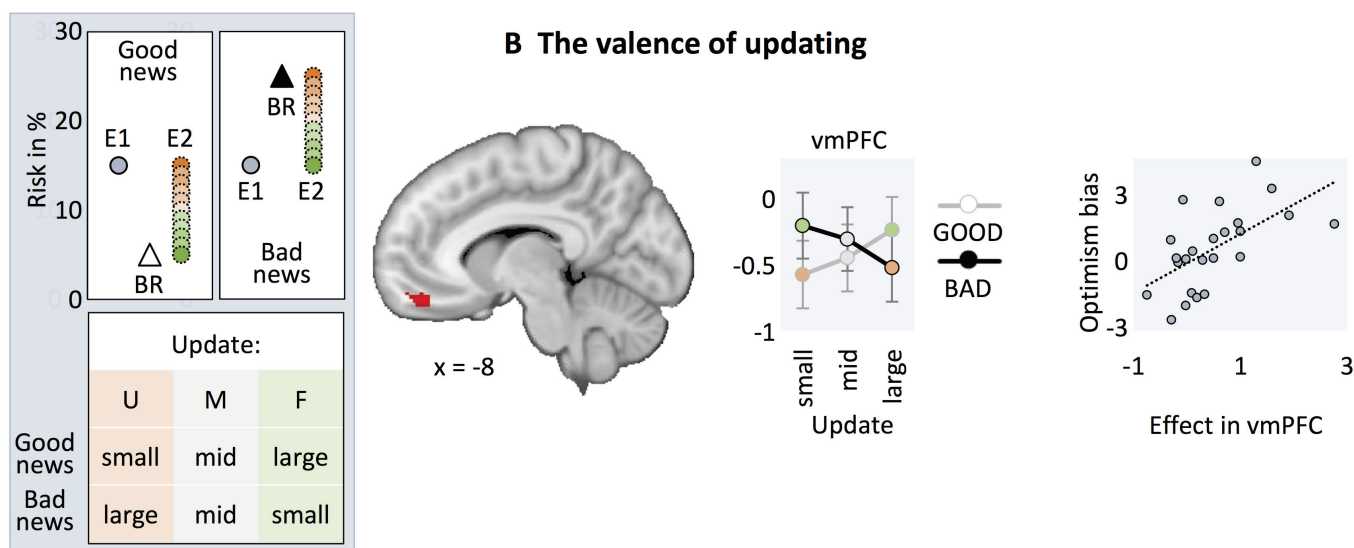 B The valence of updating
30
20
10
0
Risk in %
Good
news
E1
E2
BR
BR
E1
E2
Bad
news
Update:
U M F
Good
news
small mid large
Bad
news
large mid small
x = -8
vmPFC
0
-0.5
-1
small
mid
large
Update
GOOD
BAD
Optimism bias
3
0
-3
-1 1 3
Effect in vmPFC